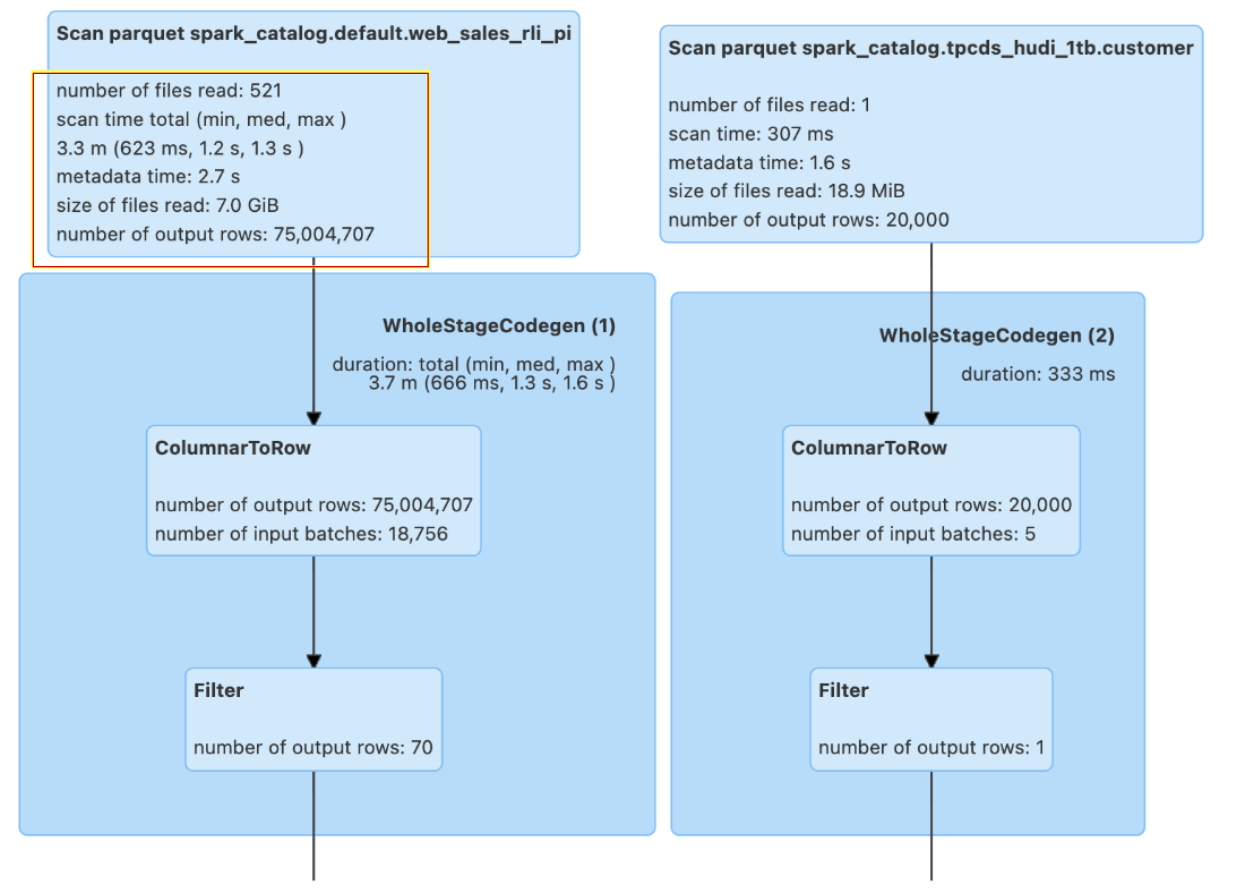 Scan parquet spark_catalog.default.web_sales_rli_pi
number of files read: 521
scan time total (min, med, max )
3.3 m (623 ms, 1.2 s, 1.3 s )
metadata time: 2.7 s
size of files read: 7.0 GiB
number of output rows: 75,004,707
WholeStageCodegen (1)
duration: total (min, med, max )
3.7 m (666 ms, 1.3 s, 1.6 s )
ColumnarToRow
number of output rows: 75,004,707
number of input batches: 18,756
Filter
number of output rows: 70
Scan parquet spark_catalog.tpcds_hudi_1tb.customer
number of files read: 1
scan time: 307 ms
metadata time: 1.6 s
size of files read: 18.9 MiB
number of output rows: 20,000
WholeStageCodegen (2)
duration: 333 ms
ColumnarToRow
number of output rows: 20,000
number of input batches: 5
Filter
number of output rows: 1